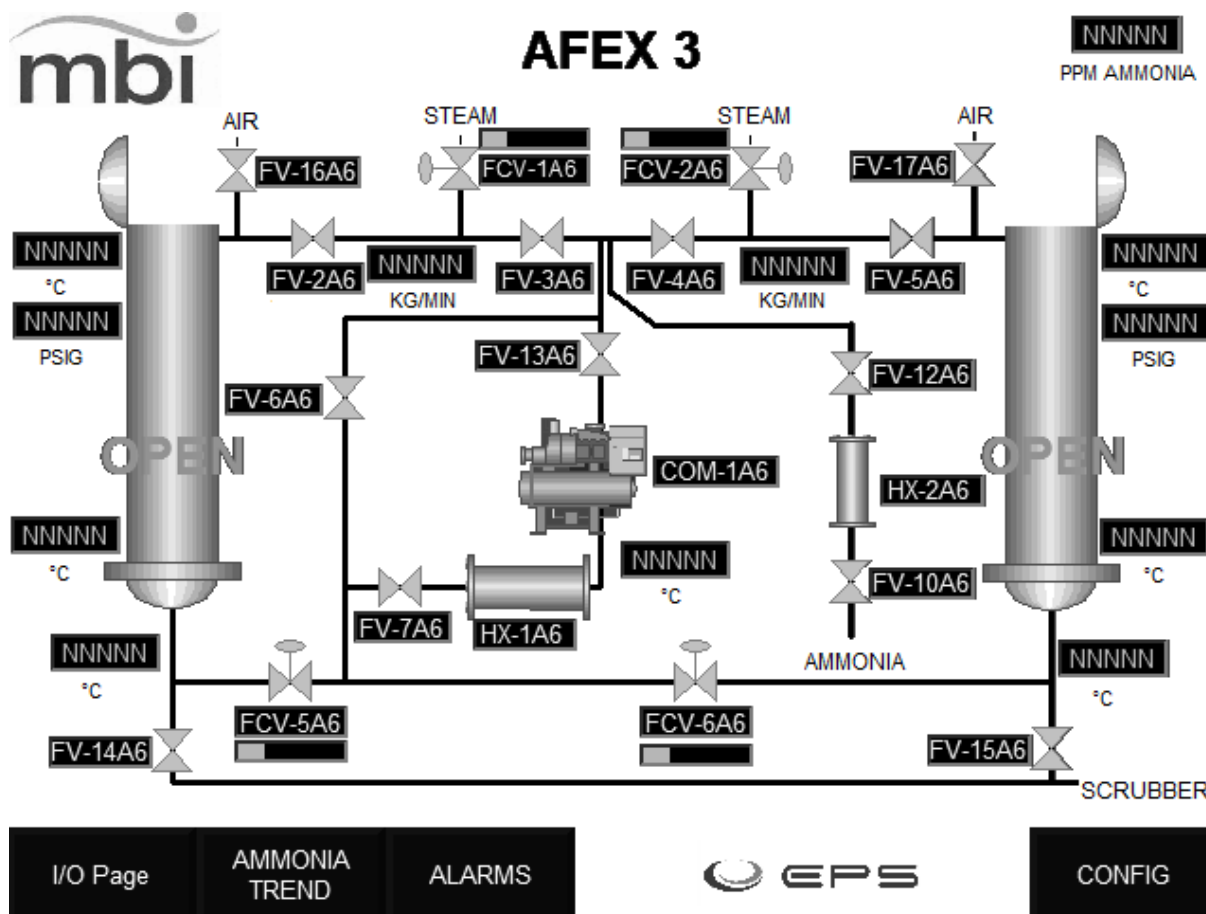 mbi
AFEX 3
NNNNN
PPM AMMONIA
AIR
STEAM
STEAM
AIR
FV-16A6
FCV-1A6
FCV-2A6
FV-17A6
NNNNN
°C
FV-2A6
NNNNN
KG/MIN
FV-3A6
FV-4A6
NNNNN
KG/MIN
FV-5A6
NNNNN
°C
NNNNN
PSIG
NNNNN
PSIG
FV-13A6
FV-12A6
FV-6A6
OPEN
COM-1A6
HX-2A6
OPEN
NNNNN
°C
NNNNN
°C
NNNNN
°C
FV-10A6
FV-7A6
HX-1A6
AMMONIA
NNNNN
°C
NNNNN
°C
FCV-5A6
FCV-6A6
FV-14A6
FV-15A6
SCRUBBER
I/O Page
AMMONIA
TREND
ALARMS
EPS
CONFIG